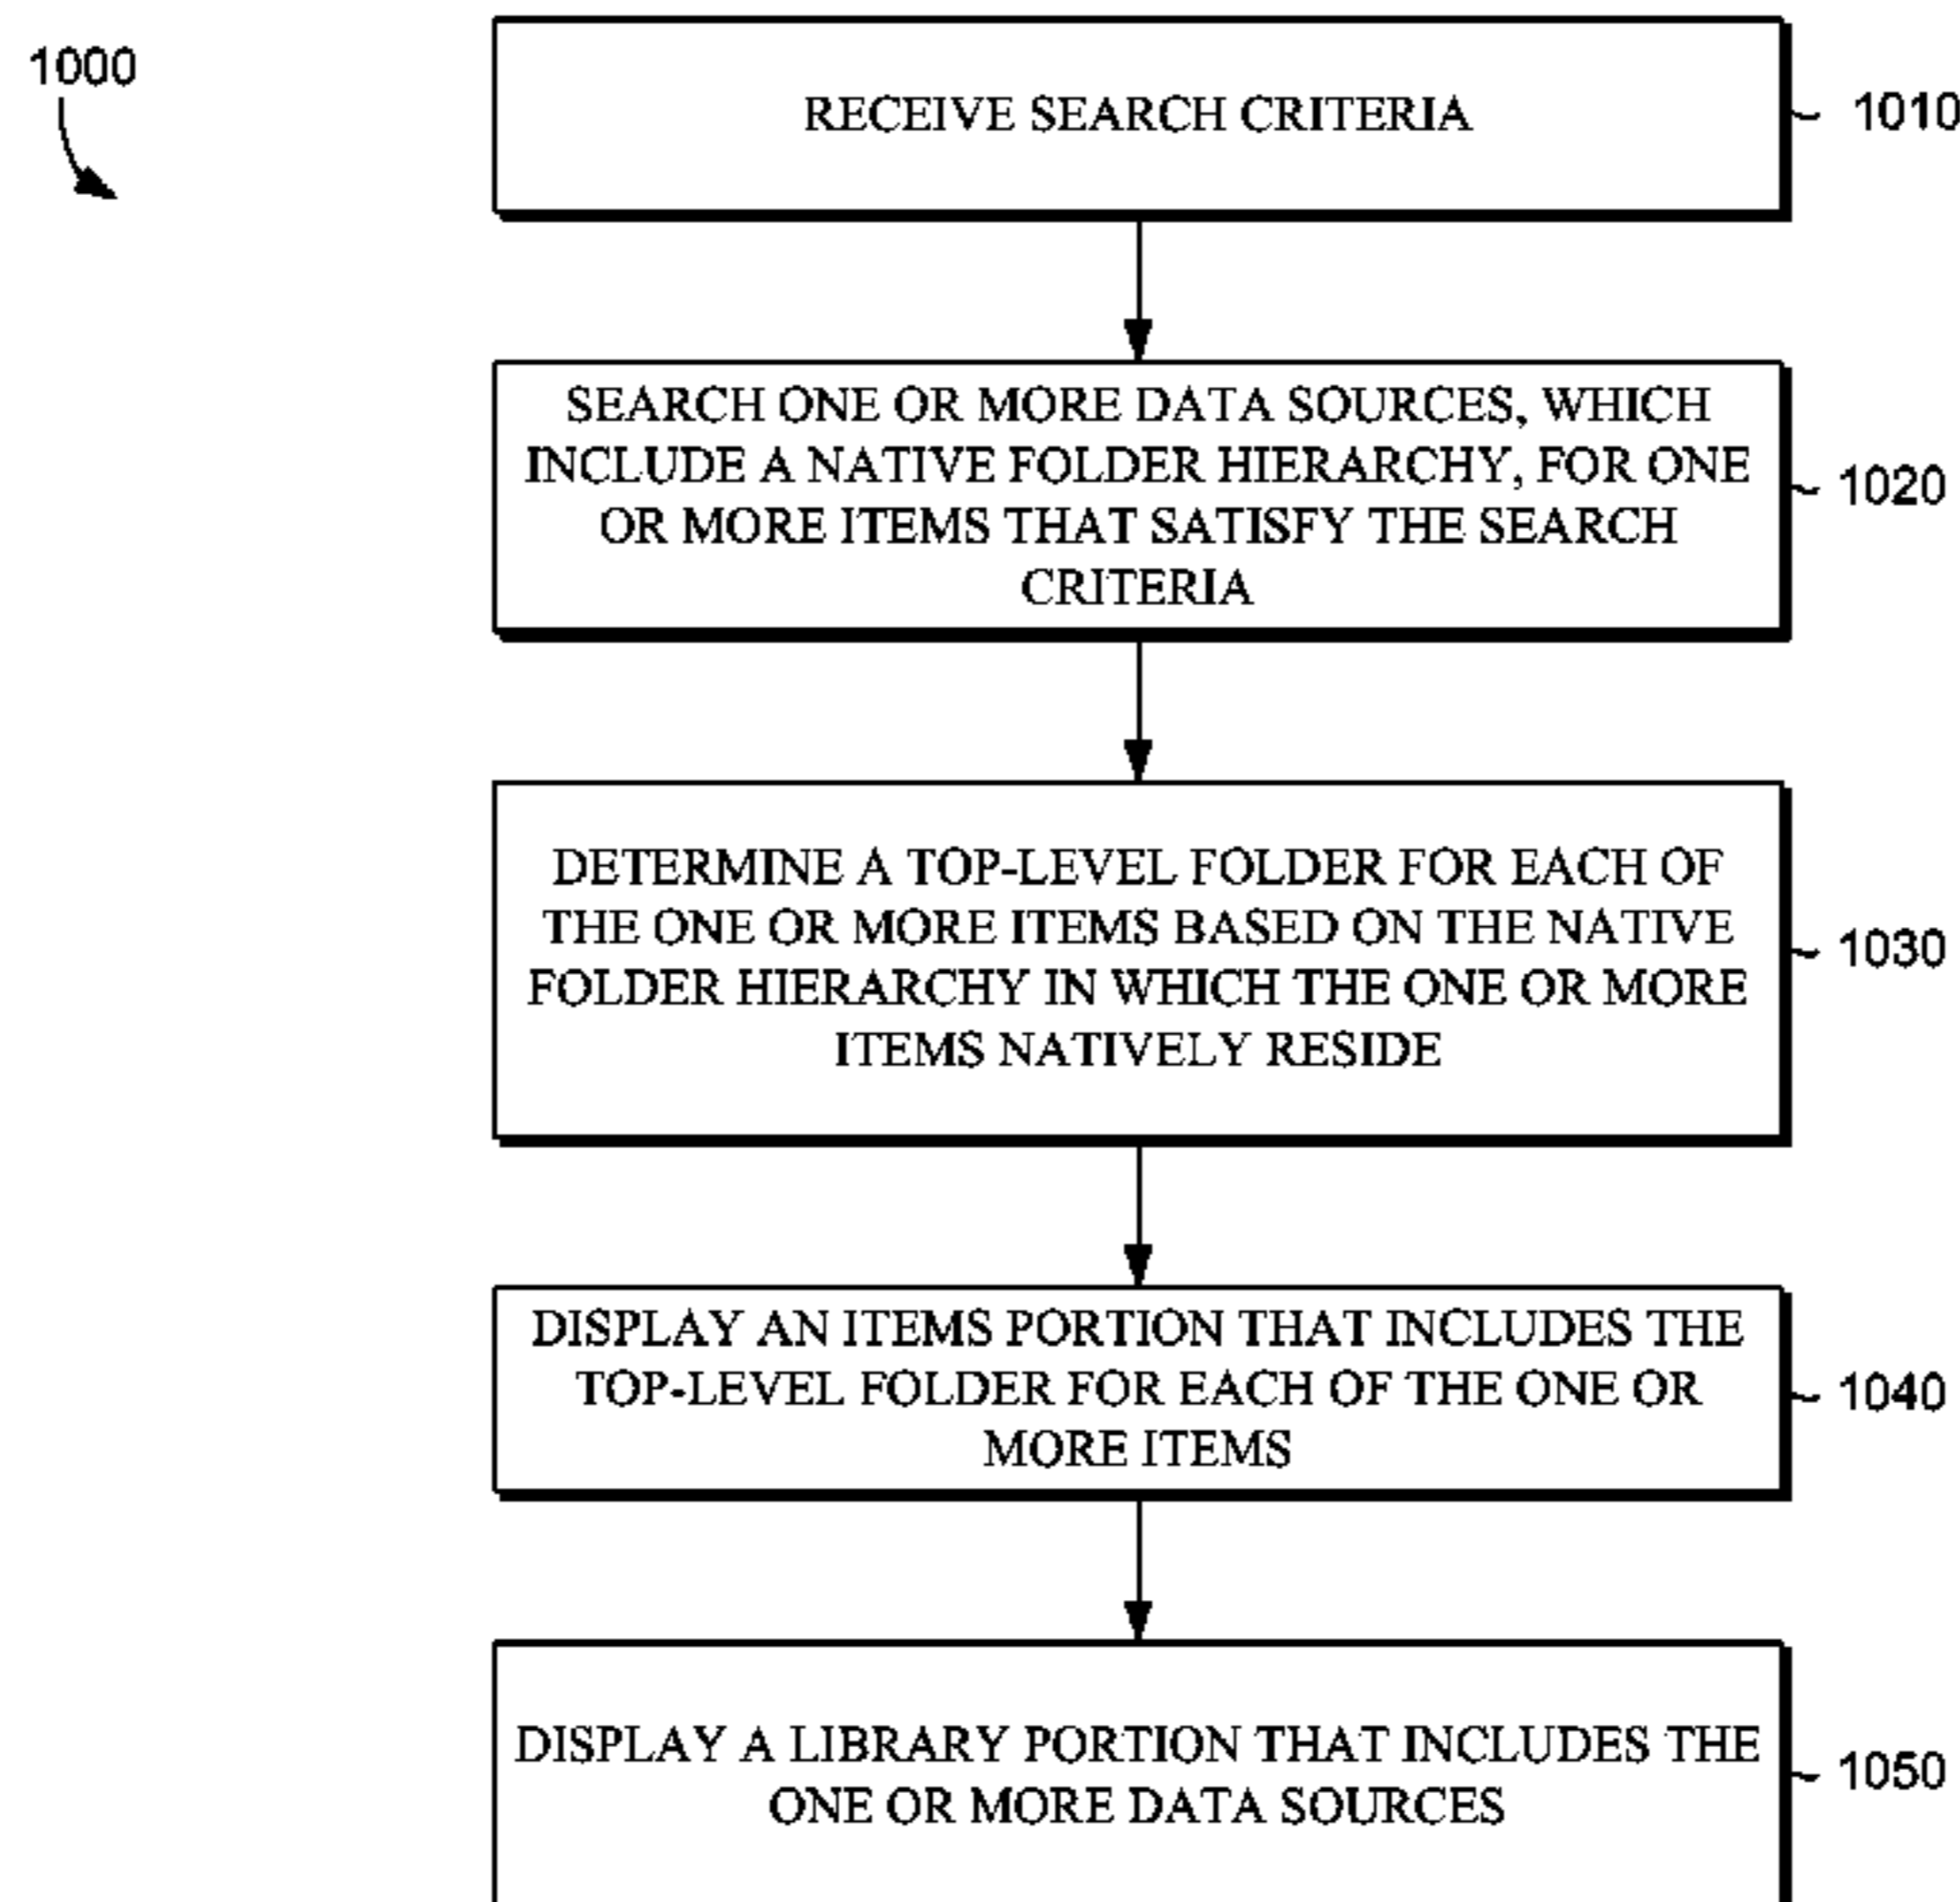 1000
RECEIVE SEARCH CRITERIA
1010
SEARCH ONE OR MORE DATA SOURCES, WHICH
INCLUDE A NATIVE FOLDER HIERARCHY, FOR ONE
OR MORE ITEMS THAT SATISFY THE SEARCH
CRITERIA
1020
DETERMINE A TOP-LEVEL FOLDER FOR EACH OF
THE ONE OR MORE ITEMS BASED ON THE NATIVE
FOLDER HIERARCHY IN WHICH THE ONE OR MORE
ITEMS NATIVELY RESIDE
1030
DISPLAY AN ITEMS PORTION THAT INCLUDES THE
TOP-LEVEL FOLDER FOR EACH OF THE ONE OR
MORE ITEMS
1040
DISPLAY A LIBRARY PORTION THAT INCLUDES THE
ONE OR MORE DATA SOURCES
1050